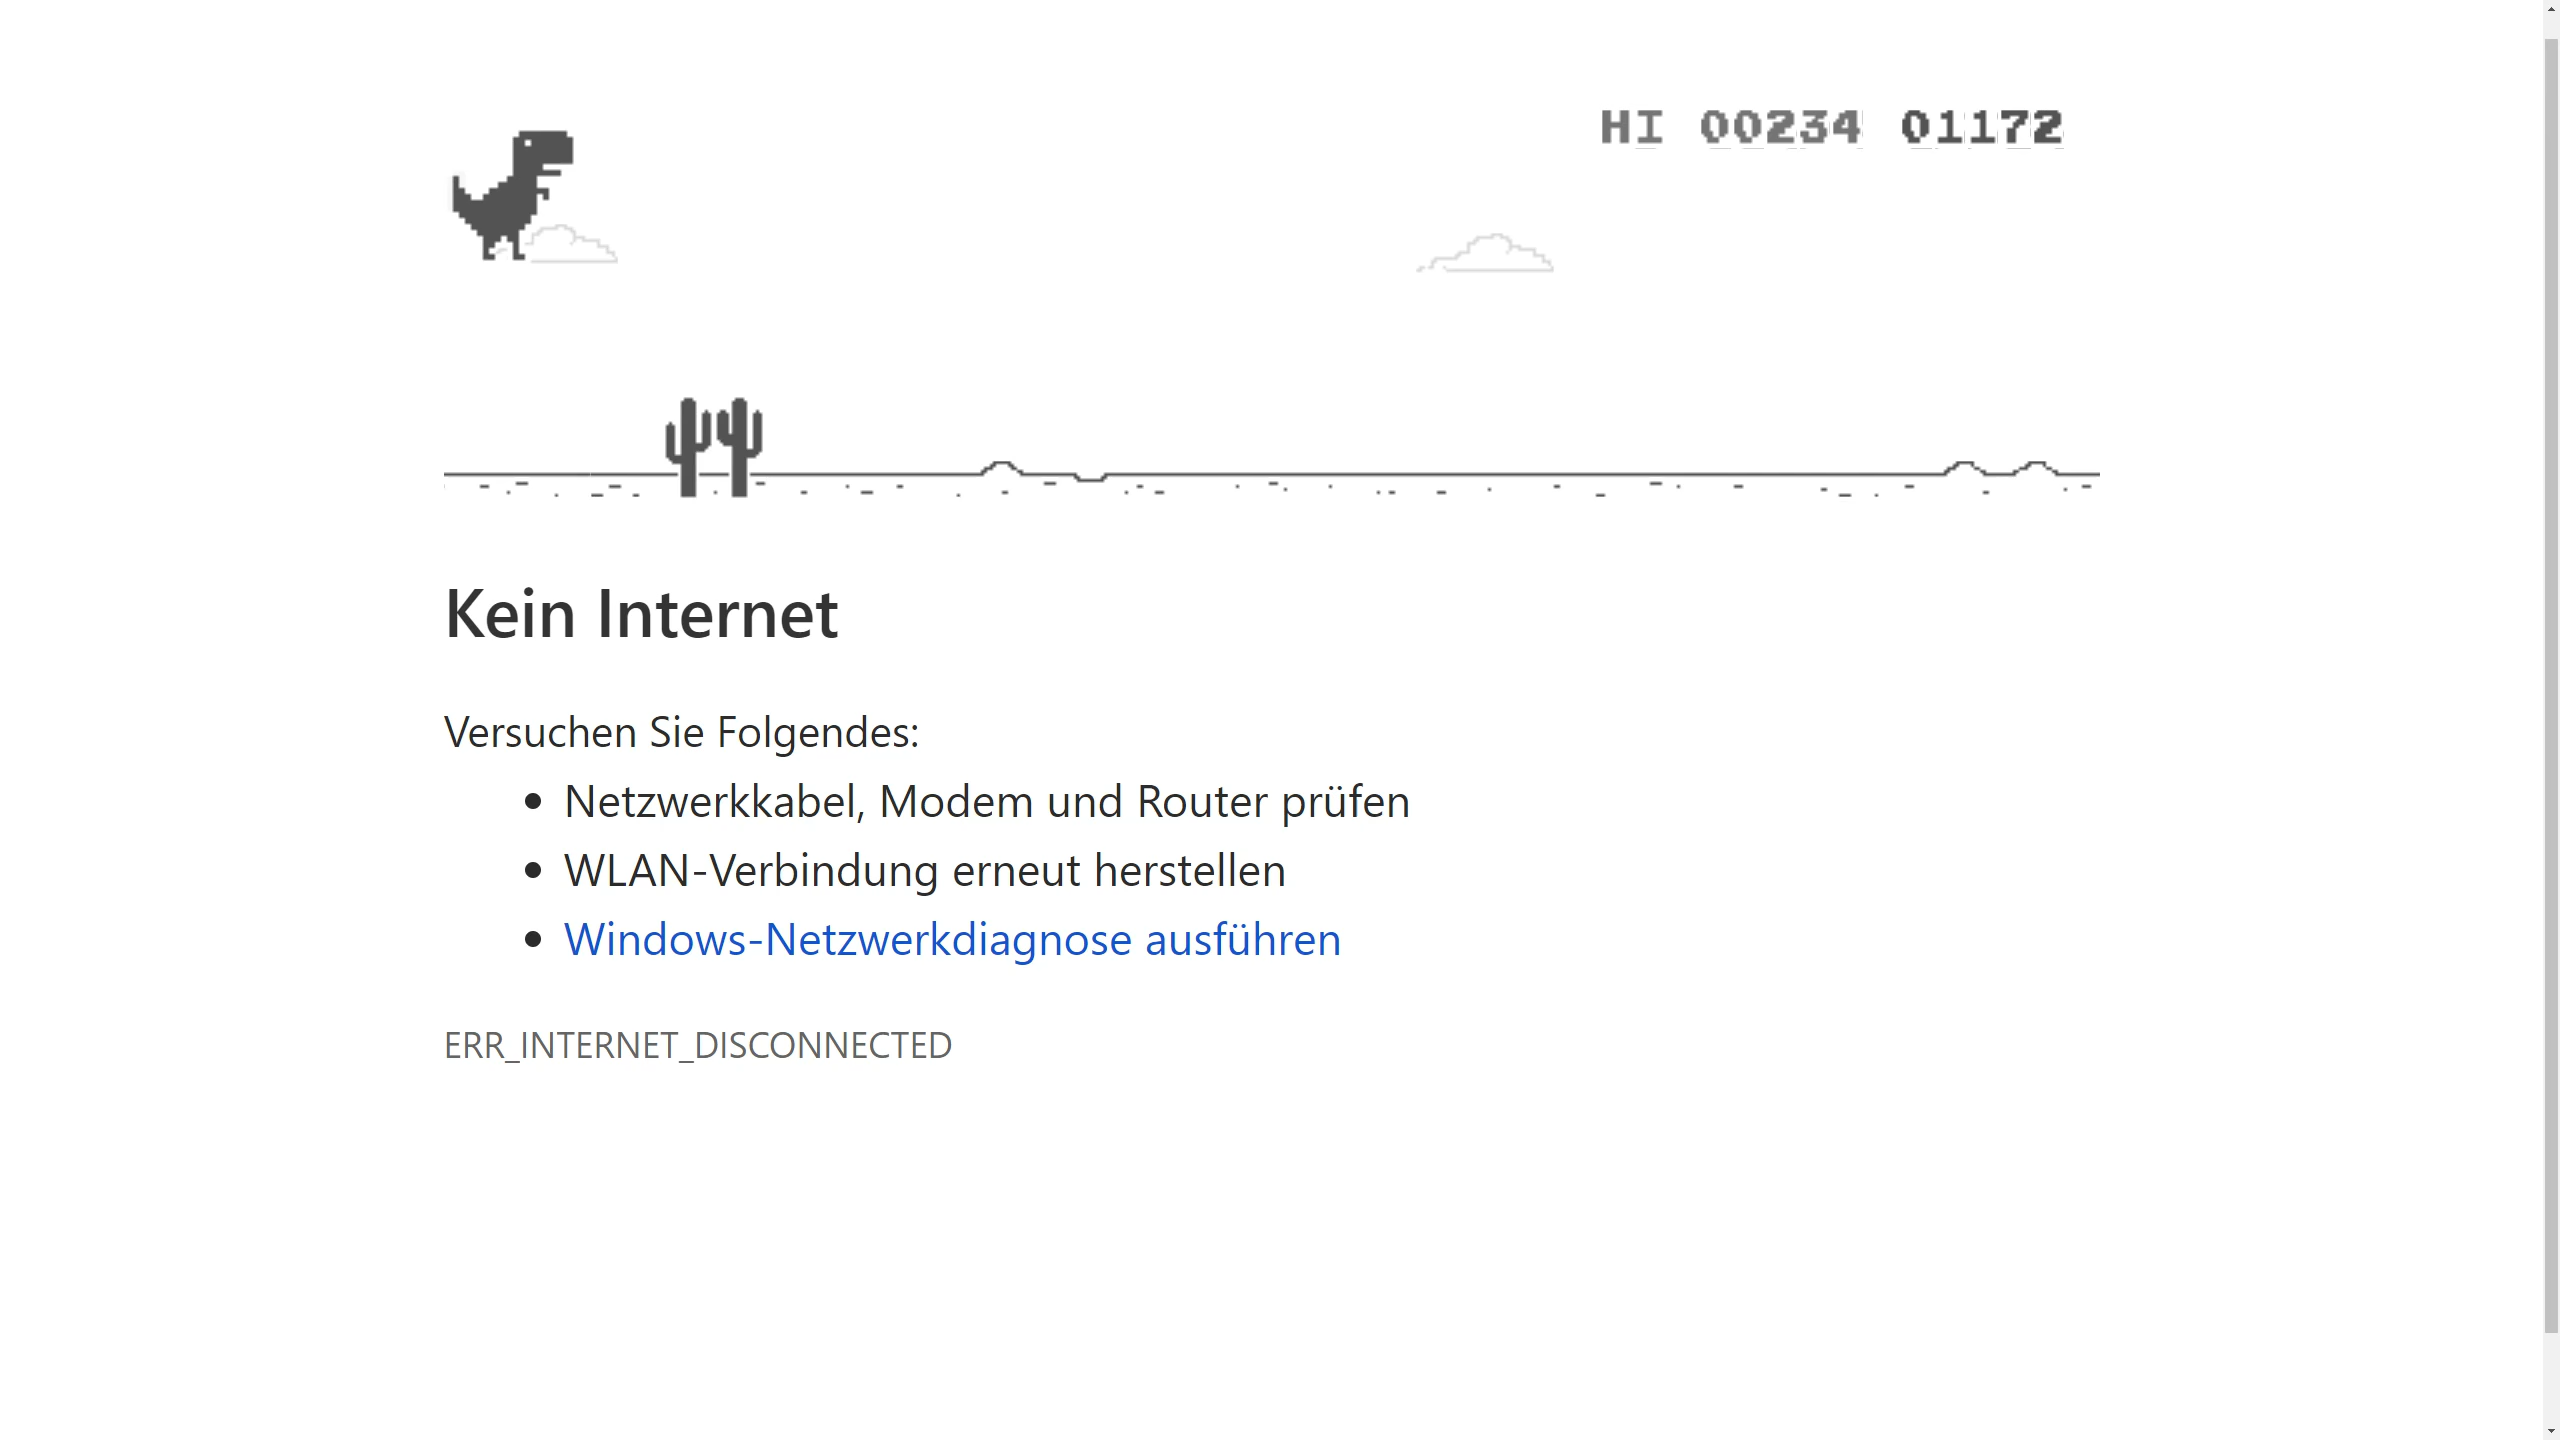 HI 00234 01172
Kein Internet
Versuchen Sie Folgendes:
Netzwerkkabel, Modem und Router prüfen
WLAN-Verbindung erneut herstellen
Windows-Netzwerkdiagnose ausführen
ERR_INTERNET_DISCONNECTED